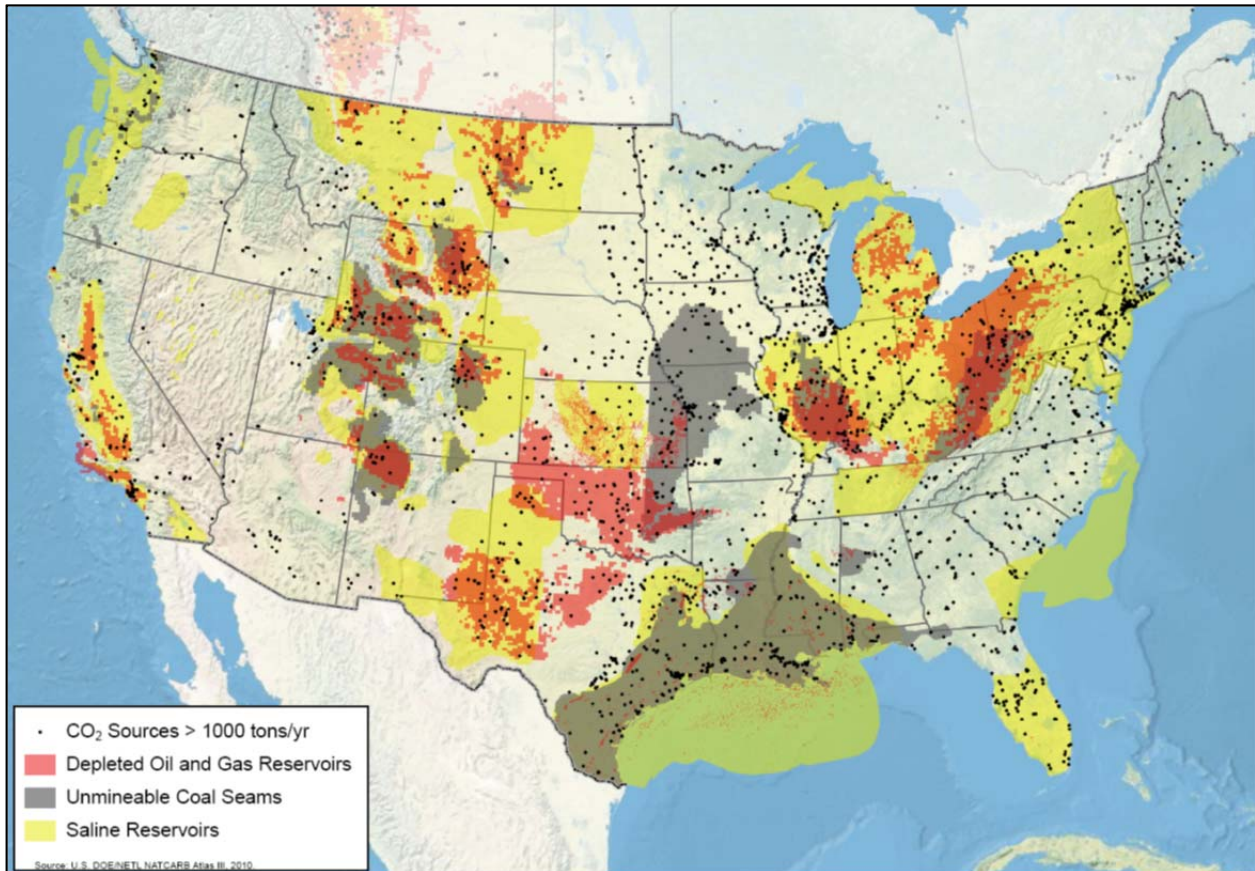 CO₂ Sources > 1000 tons/yr
Depleted Oil and Gas Reservoirs
Unmineable Coal Seams
Saline Reservoirs
Source: U.S. DOE/NETL NATCARB Atlas III, 2010.